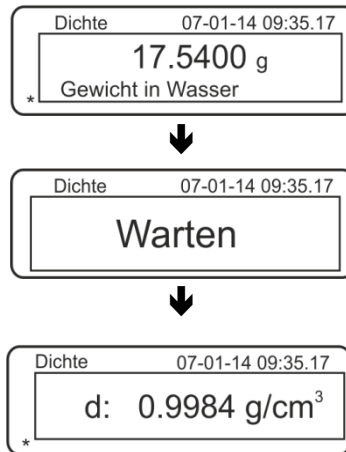 Dichte 07-01-14 09:35.17
17.5400 g
Gewicht in Wasser
*
Dichte 07-01-14 09:35.17
Warten
Dichte 07-01-14 09:35.17
d: 0.9984 g/cm³
*